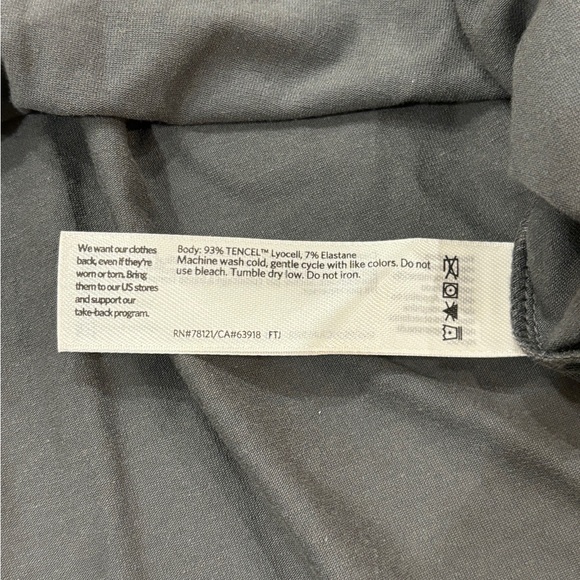 We want our clothes
back, even if they're
worn or torn. Bring
them to our US stores
and support our
take-back program.
Body: 93% TENCEL™ Lyocell, 7% Elastane
Machine wash cold, gentle cycle with like colors. Do not
use bleach. Tumble dry low. Do not iron.
RN#78121/CA#63918 FTJ